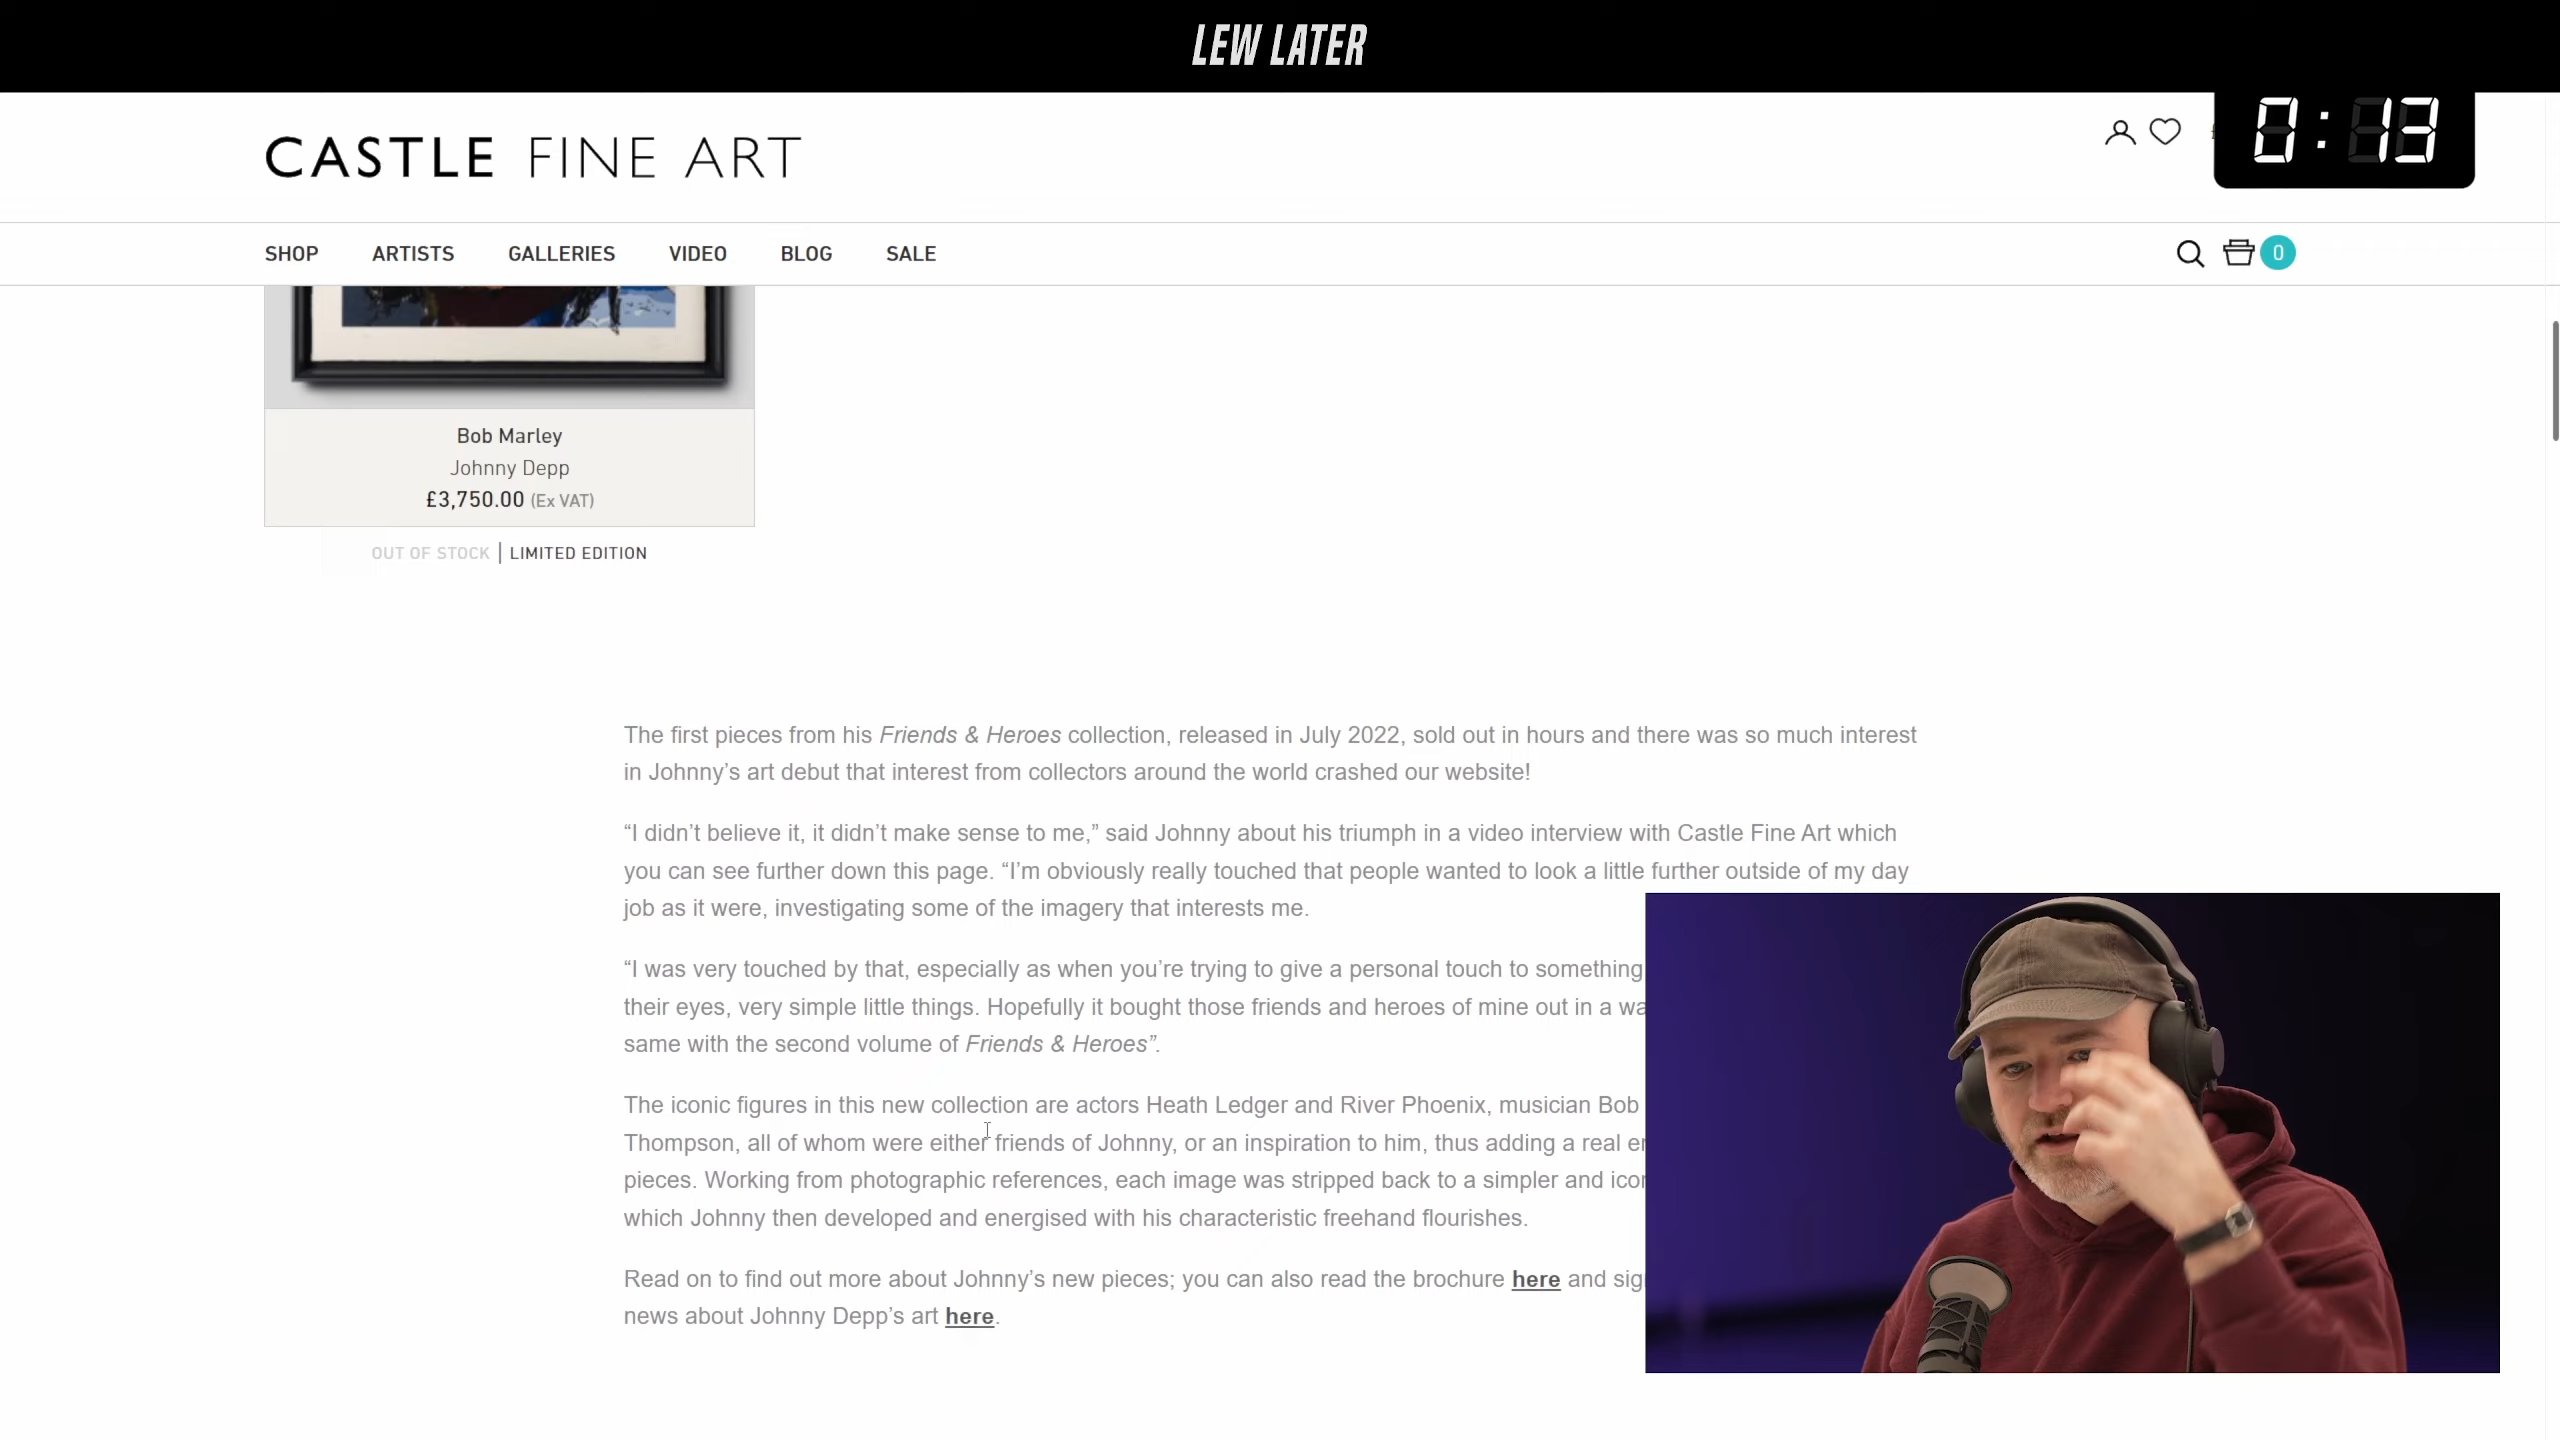 LEW LATER
CASTLE FINE ART
0:13
SHOP ARTISTS GALLERIES VIDEO BLOG SALE
0
Bob Marley
Johnny Depp
£3,750.00 (Ex VAT)
OUT OF STOCK | LIMITED EDITION
The first pieces from his Friends & Heroes collection, released in July 2022, sold out in hours and there was so much interest
in Johnny’s art debut that interest from collectors around the world crashed our website!
“I didn’t believe it, it didn’t make sense to me,” said Johnny about his triumph in a video interview with Castle Fine Art which
you can see further down this page. “I’m obviously really touched that people wanted to look a little further outside of my day
job as it were, investigating some of the imagery that interests me.
“I was very touched by that, especially as when you’re trying to give a personal touch to something
their eyes, very simple little things. Hopefully it bought those friends and heroes of mine out in a
same with the second volume of Friends & Heroes”.
The iconic figures in this new collection are actors Heath Ledger and River Phoenix, musician Bob
Thompson, all of whom were either friends of Johnny, or an inspiration to him, thus adding a real
pieces. Working from photographic references, each image was stripped back to a simpler and
which Johnny then developed and energised with his characteristic freehand flourishes.
Read on to find out more about Johnny’s new pieces; you can also read the brochure here and
news about Johnny Depp’s art here.